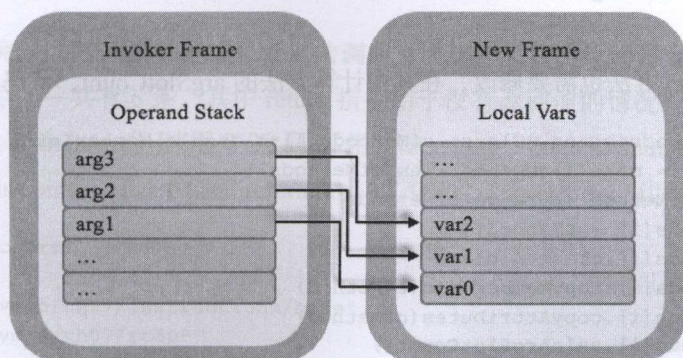 Invoker Frame
Operand Stack
arg3
arg2
arg1
…
…
New Frame
Local Vars
…
…
var2
var1
var0